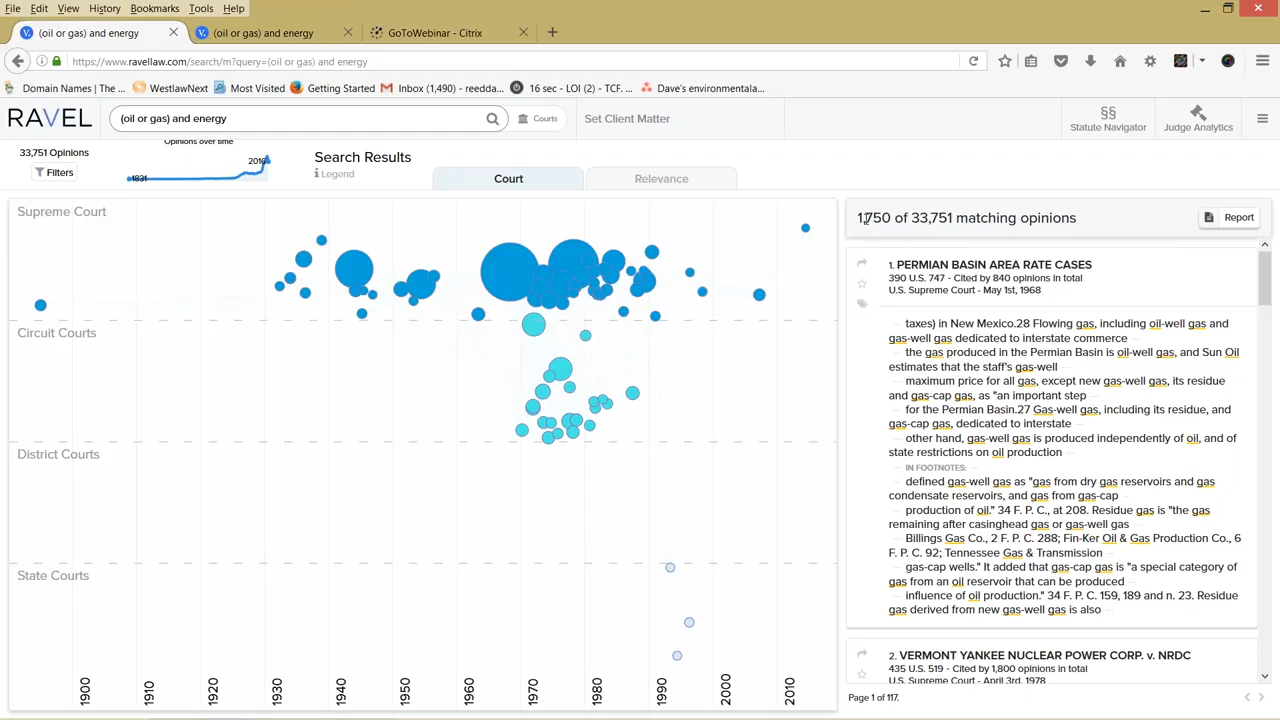 File Edit View History Bookmarks Tools Help
(oil or gas) and energy
(oil or gas) and energy
GoToWebinar - Citrix
https://www.ravellaw.com/search/m?query=(oil or gas) and energy
Domain Names | The ...
WestlawNext
Most Visited
Getting Started
Inbox (1,490) - reedda...
16 sec - LOI (2) - TCF. ...
Dave's environmenta...
RAVEL
(oil or gas) and energy
Courts
Set Client Matter
§§
Statute Navigator
Judge Analytics
33,751 Opinions
Filters
Opinions over time
1831
2016
Search Results
Legend
Court
Relevance
Supreme Court
Circuit Courts
District Courts
State Courts
1900
1910
1920
1930
1940
1950
1960
1970
1980
1990
2000
2010
1,750 of 33,751 matching opinions
Report
1. PERMIAN BASIN AREA RATE CASES
390 U.S. 747 - Cited by 840 opinions in total
U.S. Supreme Court - May 1st, 1968
taxes) in New Mexico.28 Flowing gas, including oil-well gas and
gas-well gas dedicated to interstate commerce
the gas produced in the Permian Basin is oil-well gas, and Sun Oil
estimates that the staff's gas-well
maximum price for all gas, except new gas-well gas, its residue
and gas-cap gas, as "an important step
for the Permian Basin.27 Gas-well gas, including its residue, and
gas-cap gas, dedicated to interstate
other hand, gas-well gas is produced independently of oil, and of
state restrictions on oil production
IN FOOTNOTES:
defined gas-well gas as "gas from dry gas reservoirs and gas
condensate reservoirs, and gas from gas-cap
production of oil." 34 F. P. C., at 208. Residue gas is "the gas
remaining after casinghead gas or gas-well gas
Billings Gas Co., 2 F. P. C. 288; Fin-Ker Oil & Gas Production Co., 6
F. P. C. 92; Tennessee Gas & Transmission
gas-cap wells." It added that gas-cap gas is "a special category of
gas from an oil reservoir that can be produced
influence of oil production." 34 F. P. C. 159, 189 and n. 23. Residue
gas derived from new gas-well gas is also
2. VERMONT YANKEE NUCLEAR POWER CORP. v. NRDC
435 U.S. 519 - Cited by 1,800 opinions in total
U.S. Supreme Court - April 3rd, 1978
Page 1 of 117.